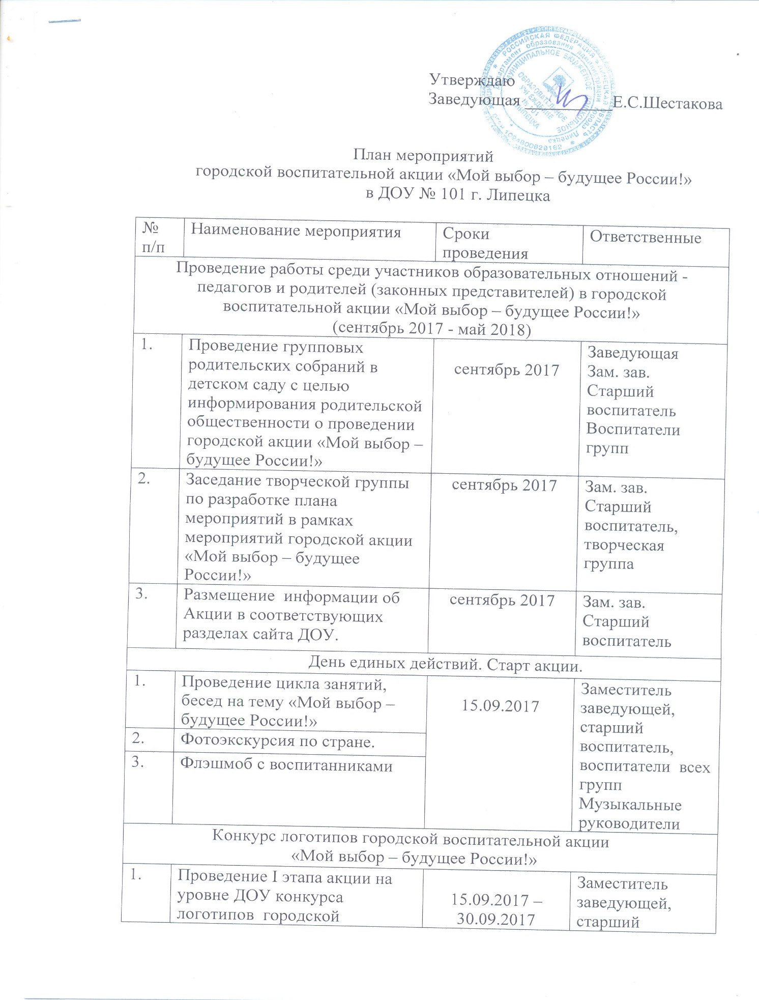 РОССИЙСКАЯ ФЕДЕРАЦИЯ * ЛИПЕЦКАЯ ОБЛАСТЬ *
департамент образования администрации города Липецка
МУНИЦИПАЛЬНОЕ БЮДЖЕТНОЕ ДОШКОЛЬНОЕ
ОБРАЗОВАТЕЛЬНОЕ
УЧРЕЖДЕНИЕ
№ 101
г. ЛИПЕЦКА
Утверждаю
Заведующая __________ Е.С.Шестакова
План мероприятий
городской воспитательной акции «Мой выбор – будущее России!»
в ДОУ № 101 г. Липецка
№ Наименование мероприятия Сроки Ответственные
п/п проведения
Проведение работы среди участников образовательных отношений -
педагогов и родителей (законных представителей) в городской
воспитательной акции «Мой выбор – будущее России!»
(сентябрь 2017 - май 2018)
1. Проведение групповых Заведующая
родительских собраний в сентябрь 2017 Зам. зав.
детском саду с целью Старший
информирования родительской воспитатель
общественности о проведении Воспитатели
городской акции «Мой выбор – групп
будущее России!»
2. Заседание творческой группы сентябрь 2017 Зам. зав.
по разработке плана Старший
мероприятий в рамках воспитатель,
мероприятий городской акции творческая
«Мой выбор – будущее группа
России!»
3. Размещение информации об сентябрь 2017 Зам. зав.
Акции в соответствующих Старший
разделах сайта ДОУ. воспитатель
День единых действий. Старт акции.
1. Проведение цикла занятий, Заместитель
бесед на тему «Мой выбор – 15.09.2017 заведующей,
будущее России!» старший
2. Фотоэкскурсия по стране. воспитатель,
3. Флэшмоб с воспитанниками воспитатели всех
групп
Музыкальные
руководители
Конкурс логотипов городской воспитательной акции
«Мой выбор – будущее России!»
1. Проведение I этапа акции на Заместитель
уровне ДОУ конкурса 15.09.2017 – заведующей,
логотипов городской 30.09.2017 старший